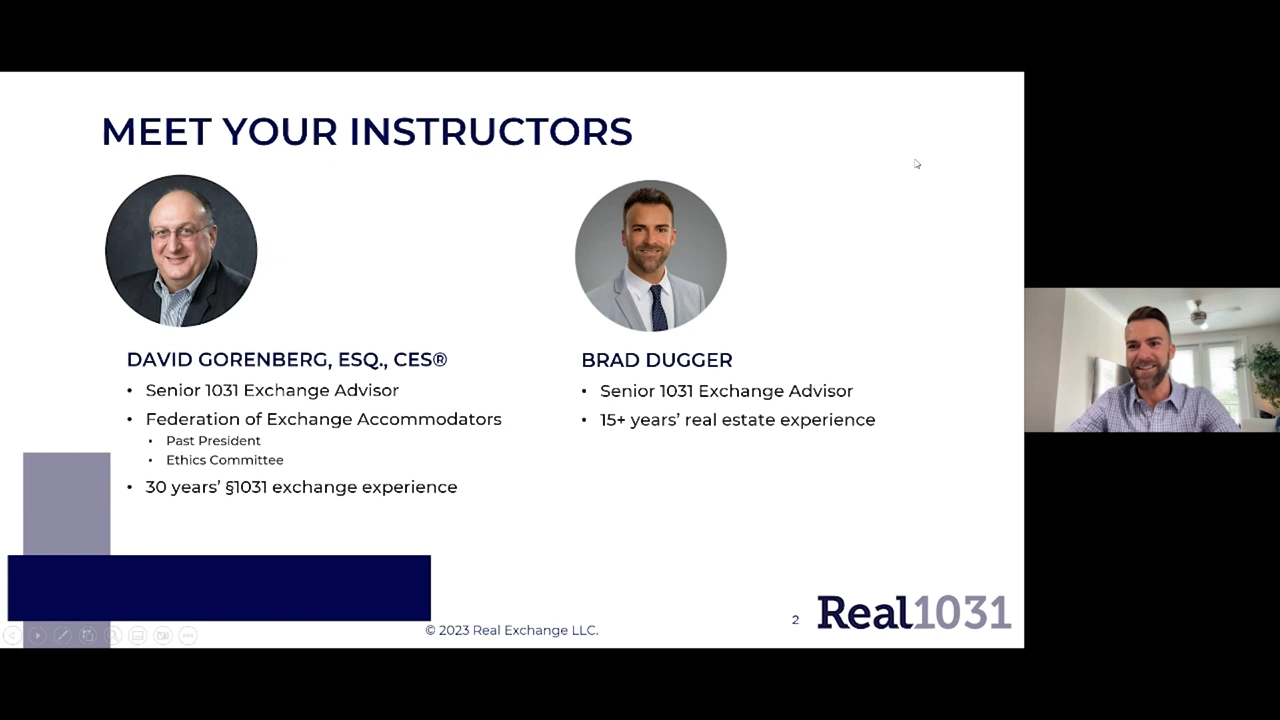 MEET YOUR INSTRUCTORS
DAVID GORENBERG, ESQ., CES®
• Senior 1031 Exchange Advisor
• Federation of Exchange Accommodators
• Past President
• Ethics Committee
• 30 years’ §1031 exchange experience
BRAD DUGGER
• Senior 1031 Exchange Advisor
• 15+ years’ real estate experience
© 2023 Real Exchange LLC.
2
Real1031